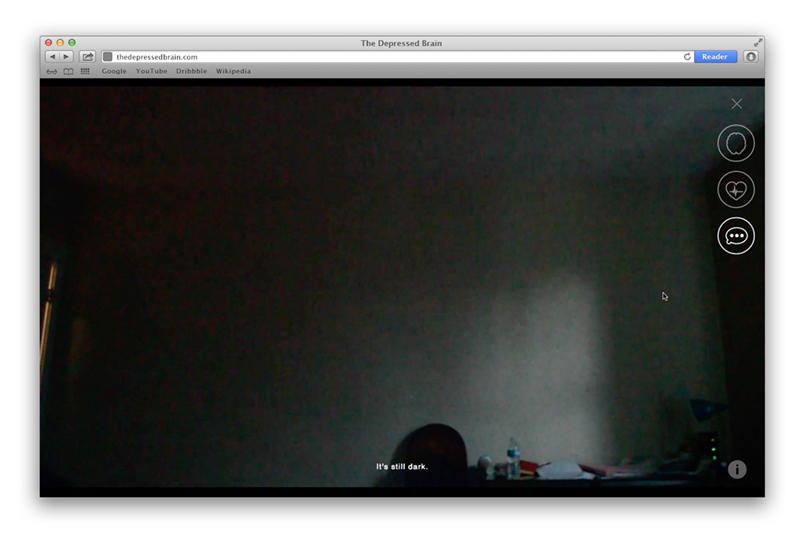 The Depressed Brain
thedepressedbrain.com
Reader
Google YouTube Dribbble Wikipedia
It's still dark.
i